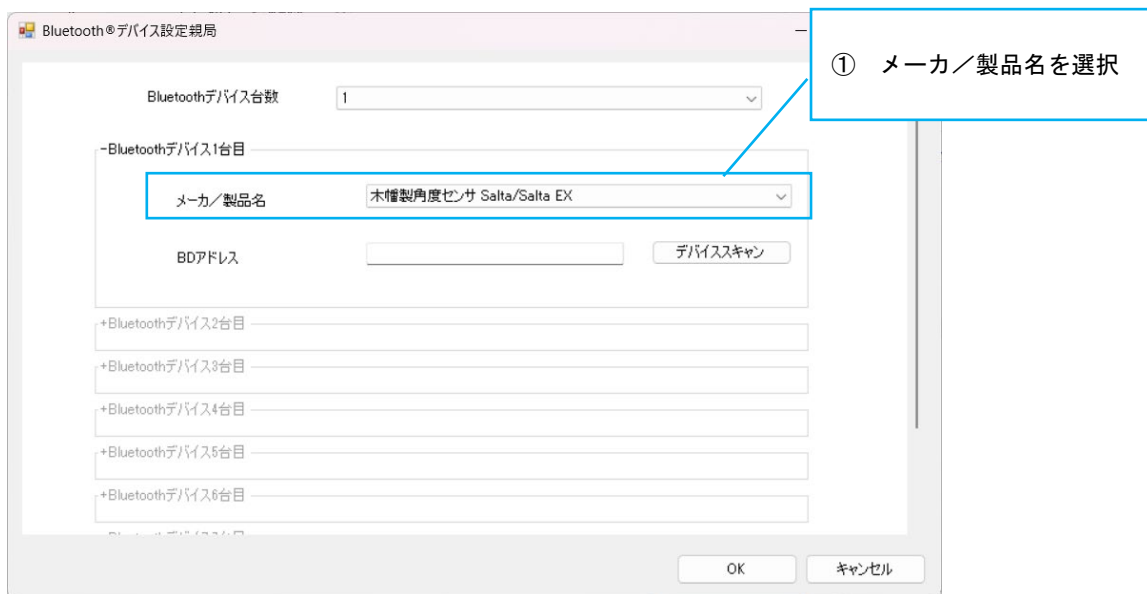 Bluetooth®デバイス設定親局
① メーカ／製品名を選択
Bluetoothデバイス台数 1
-Bluetoothデバイス1台目
メーカ／製品名 木幡製角度センサ Salta/Salta EX
BDアドレス デバイススキャン
+Bluetoothデバイス2台目
+Bluetoothデバイス3台目
+Bluetoothデバイス4台目
+Bluetoothデバイス5台目
+Bluetoothデバイス6台目
OK キャンセル